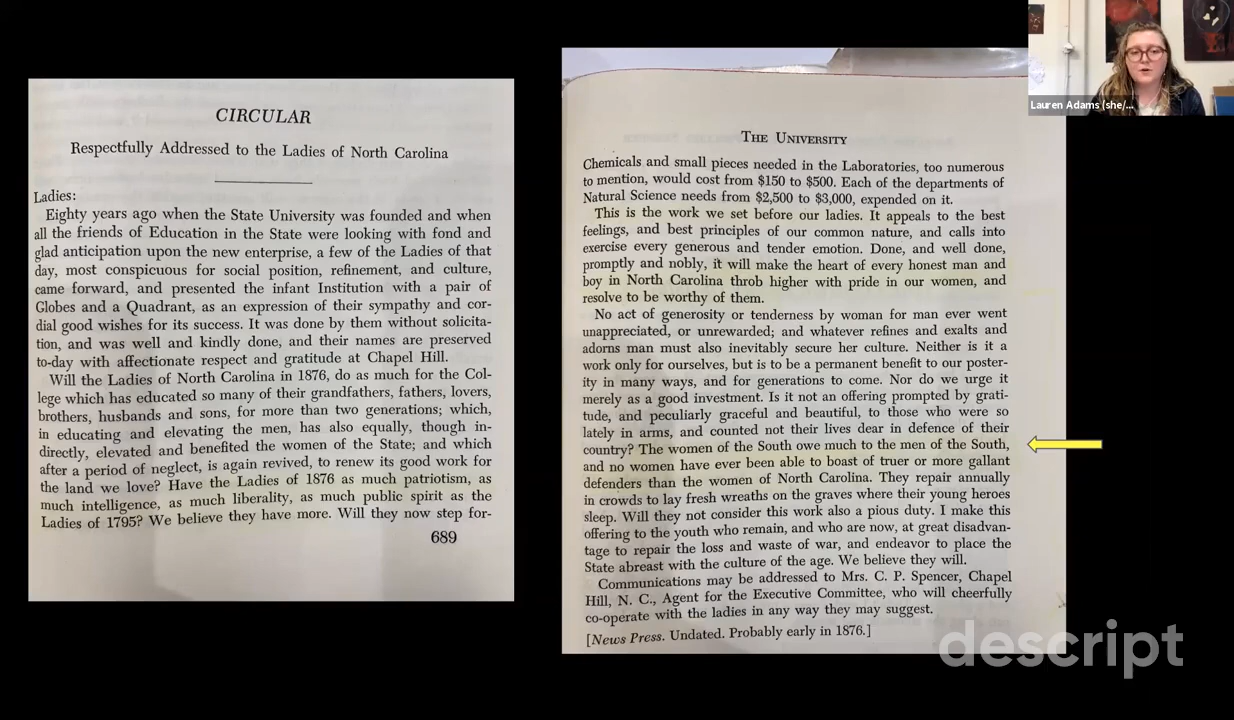 CIRCULAR
Respectfully Addressed to the Ladies of North Carolina
Ladies:
Eighty years ago when the State University was founded and when
all the friends of Education in the State were looking with fond and
glad anticipation upon the new enterprise, a few of the Ladies of that
day, most conspicuous for social position, refinement, and culture,
came forward, and presented the infant Institution with a pair of
Globes and a Quadrant, as an expression of their sympathy and cor-
dial good wishes for its success. It was done by them without solicita-
tion, and was well and kindly done, and their names are preserved
to-day with affectionate respect and gratitude at Chapel Hill.
Will the Ladies of North Carolina in 1876, do as much for the Col-
lege which has educated so many of their grandfathers, fathers, lovers,
brothers, husbands and sons, for more than two generations; which,
in educating and elevating the men, has also equally, though in-
directly, elevated and benefited the women of the State; and which
after a period of neglect, is again revived, to renew its good work for
the land we love? Have the Ladies of 1876 as much patriotism, as
much intelligence, as much liberality, as much public spirit as the
Ladies of 1795? We believe they have more. Will they now step for-
689
THE UNIVERSITY
Chemicals and small pieces needed in the Laboratories, too numerous
to mention, would cost from $150 to $500. Each of the departments of
Natural Science needs from $2,500 to $3,000, expended on it.
This is the work we set before our ladies. It appeals to the best
feelings, and best principles of our common nature, and calls into
exercise every generous and tender emotion. Done, and well done,
promptly and nobly, it will make the heart of every honest man and
boy in North Carolina throb higher with pride in our women, and
resolve to be worthy of them.
No act of generosity or tenderness by woman for man ever went
unappreciated, or unrewarded; and whatever refines and exalts and
adorns man must also inevitably secure her culture. Neither is it a
work only for ourselves, but is to be a permanent benefit to our poster-
ity in many ways, and for generations to come. Nor do we urge it
merely as a good investment. Is it not an offering prompted by grati-
tude, and peculiarly graceful and beautiful, to those who were so
lately in arms, and counted not their lives dear in defence of their
country? The women of the South owe much to the men of the South,
and no women have ever been able to boast of truer or more gallant
defenders than the women of North Carolina. They repair annually
in crowds to lay fresh wreaths on the graves where their young heroes
sleep. Will they not consider this work also a pious duty. I make this
offering to the youth who remain, and who are now, at great disadvan-
tage to repair the loss and waste of war, and endeavor to place the
State abreast with the culture of the age. We believe they will.
Communications may be addressed to Mrs. C. P. Spencer, Chapel
Hill, N. C., Agent for the Executive Committee, who will cheerfully
co-operate with the ladies in any way they may suggest.
[News Press. Undated. Probably early in 1876.]
Lauren Adams (she/...
descript